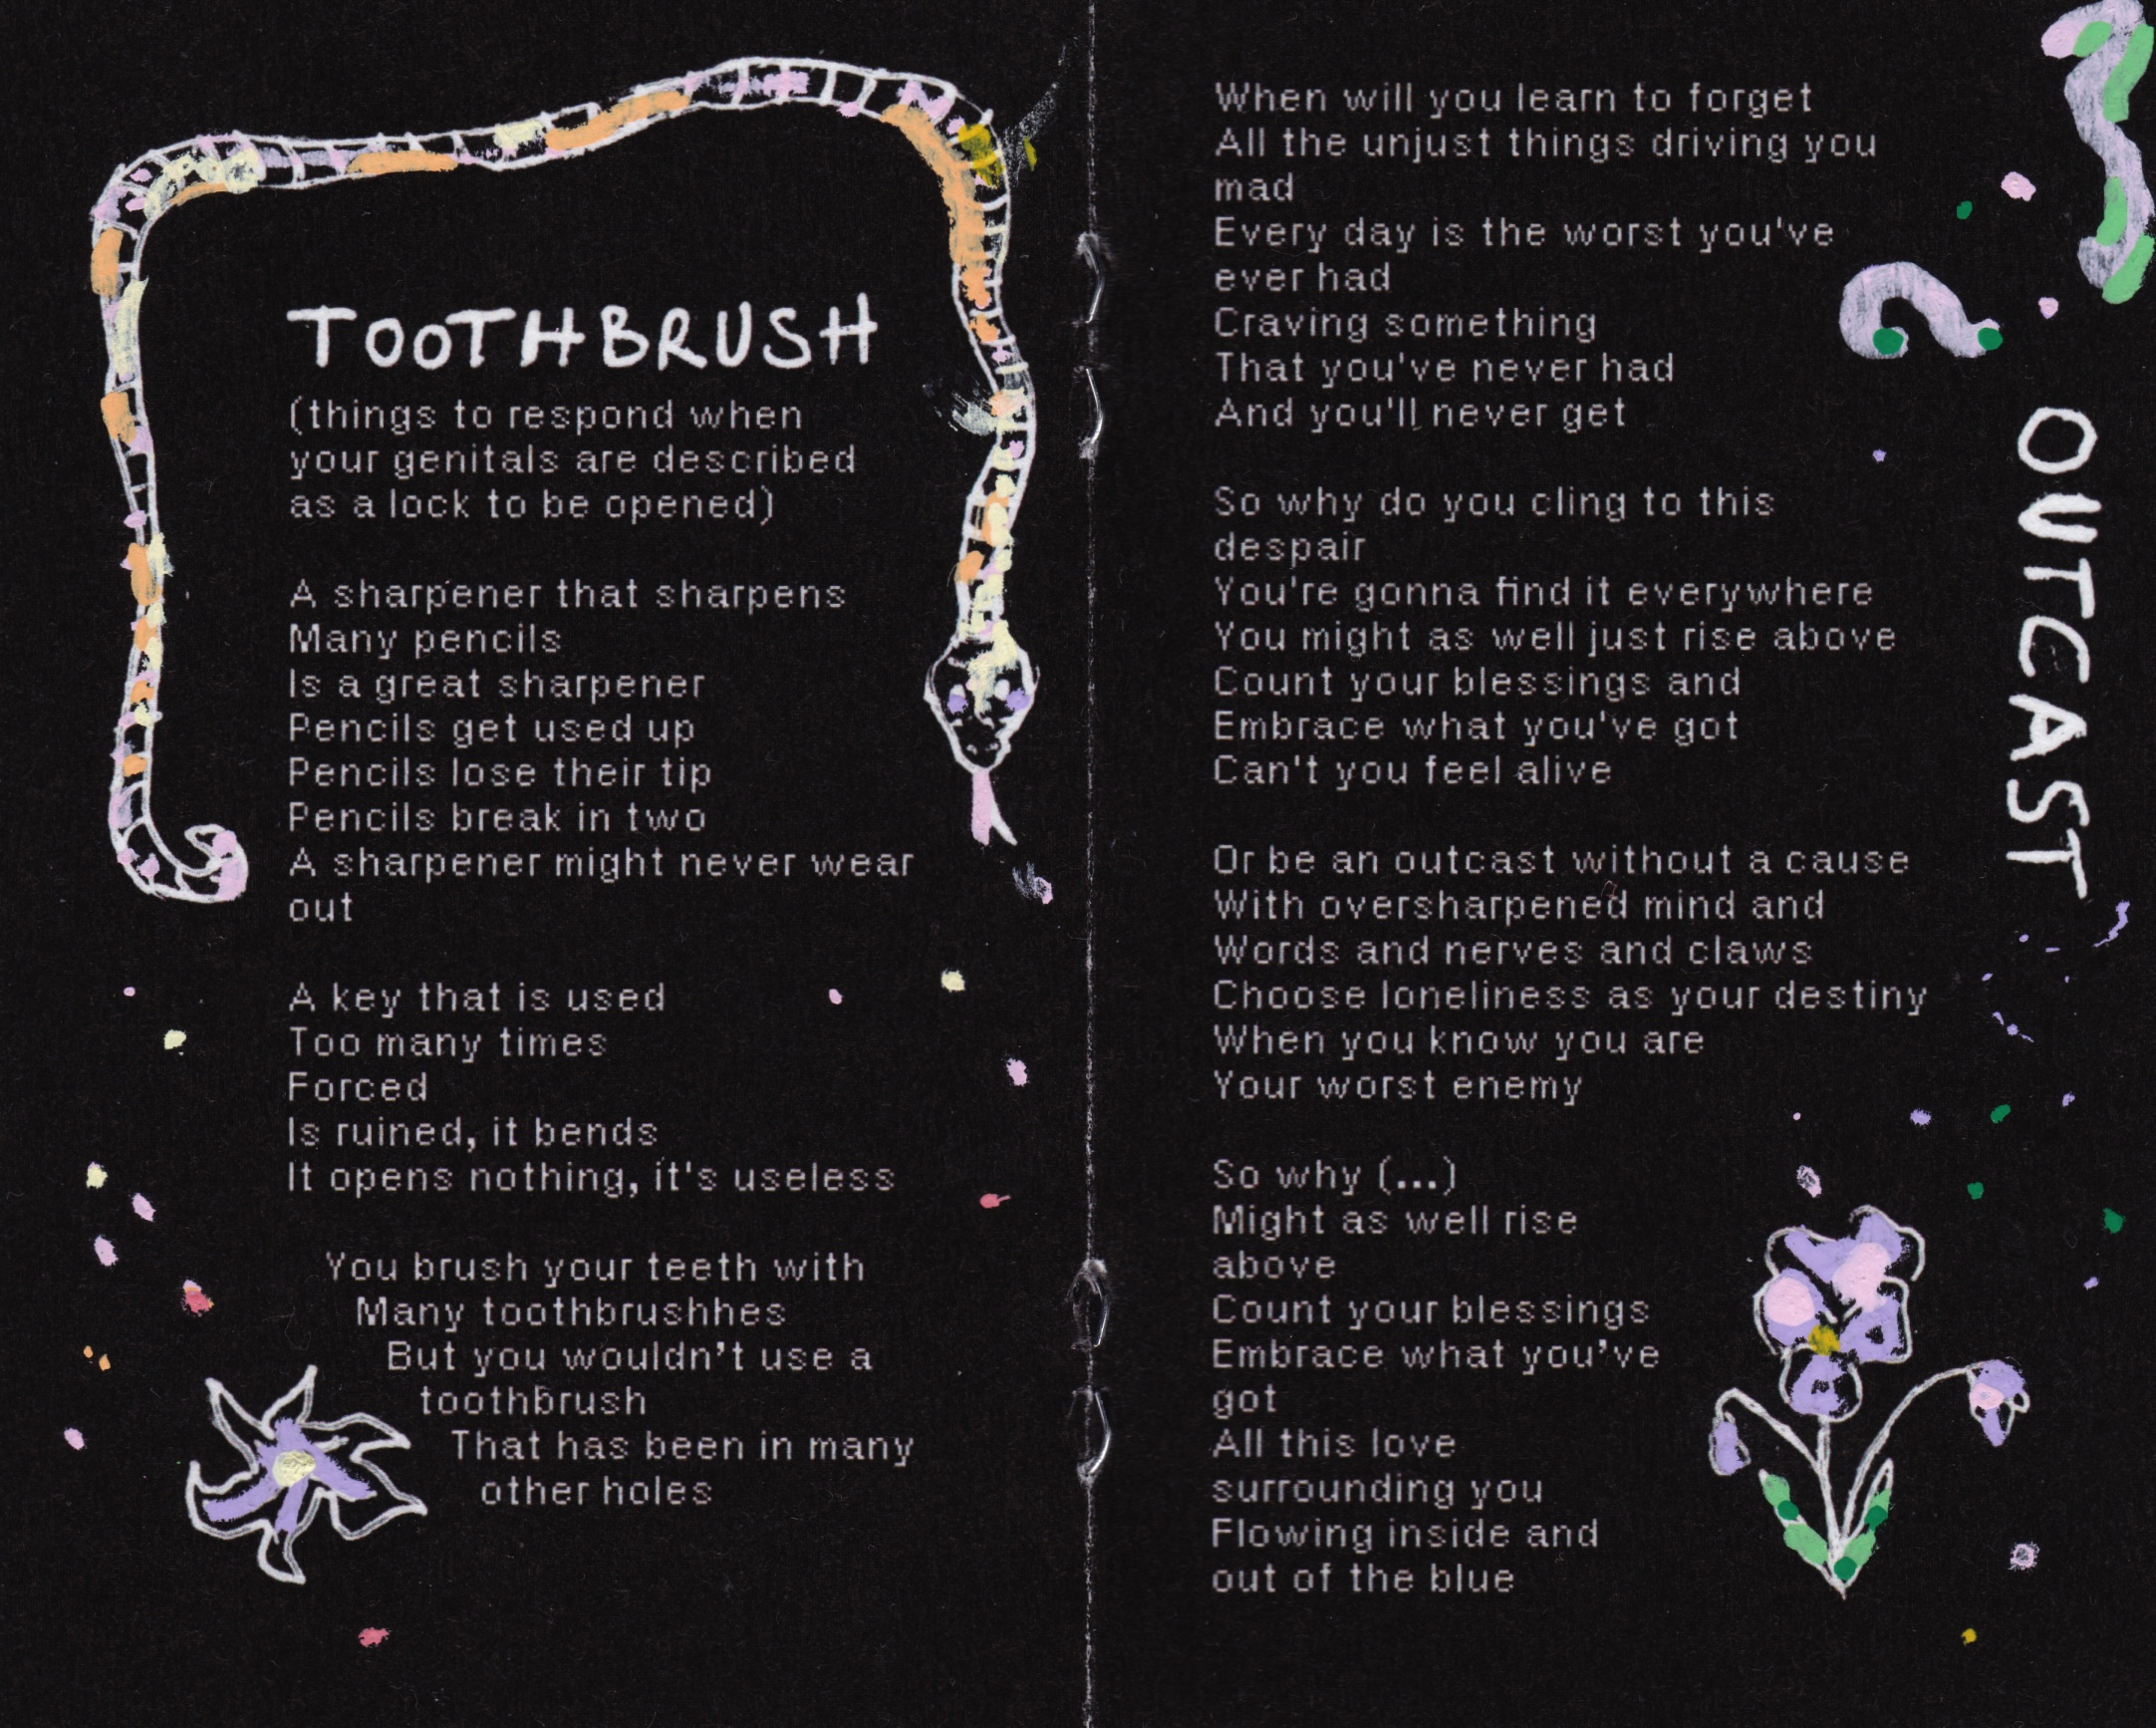 TOOTHBRUSH
(things to respond when
your genitals are described
as a lock to be opened)
A sharpener that sharpens
Many pencils
Is a great sharpener
Pencils get used up
Pencils lose their tip
Pencils break in two
A sharpener might never wear
out
A key that is used
Too many times
Forced
Is ruined, it bends
It opens nothing, it's useless
You brush your teeth with
Many toothbrushhes
But you wouldn't use a
toothbrush
That has been in many
other holes
OUTCAST
When will you learn to forget
All the unjust things driving you
mad
Every day is the worst you've
ever had
Craving something
That you've never had
And you'll never get
So why do you cling to this
despair
You're gonna find it everywhere
You might as well just rise above
Count your blessings and
Embrace what you've got
Can't you feel alive
Or be an outcast without a cause
With oversharpened mind and
Words and nerves and claws
Choose loneliness as your destiny
When you know you are
Your worst enemy
So why (...)
Might as well rise
above
Count your blessings
Embrace what you've
got
All this love
surrounding you
Flowing inside and
out of the blue